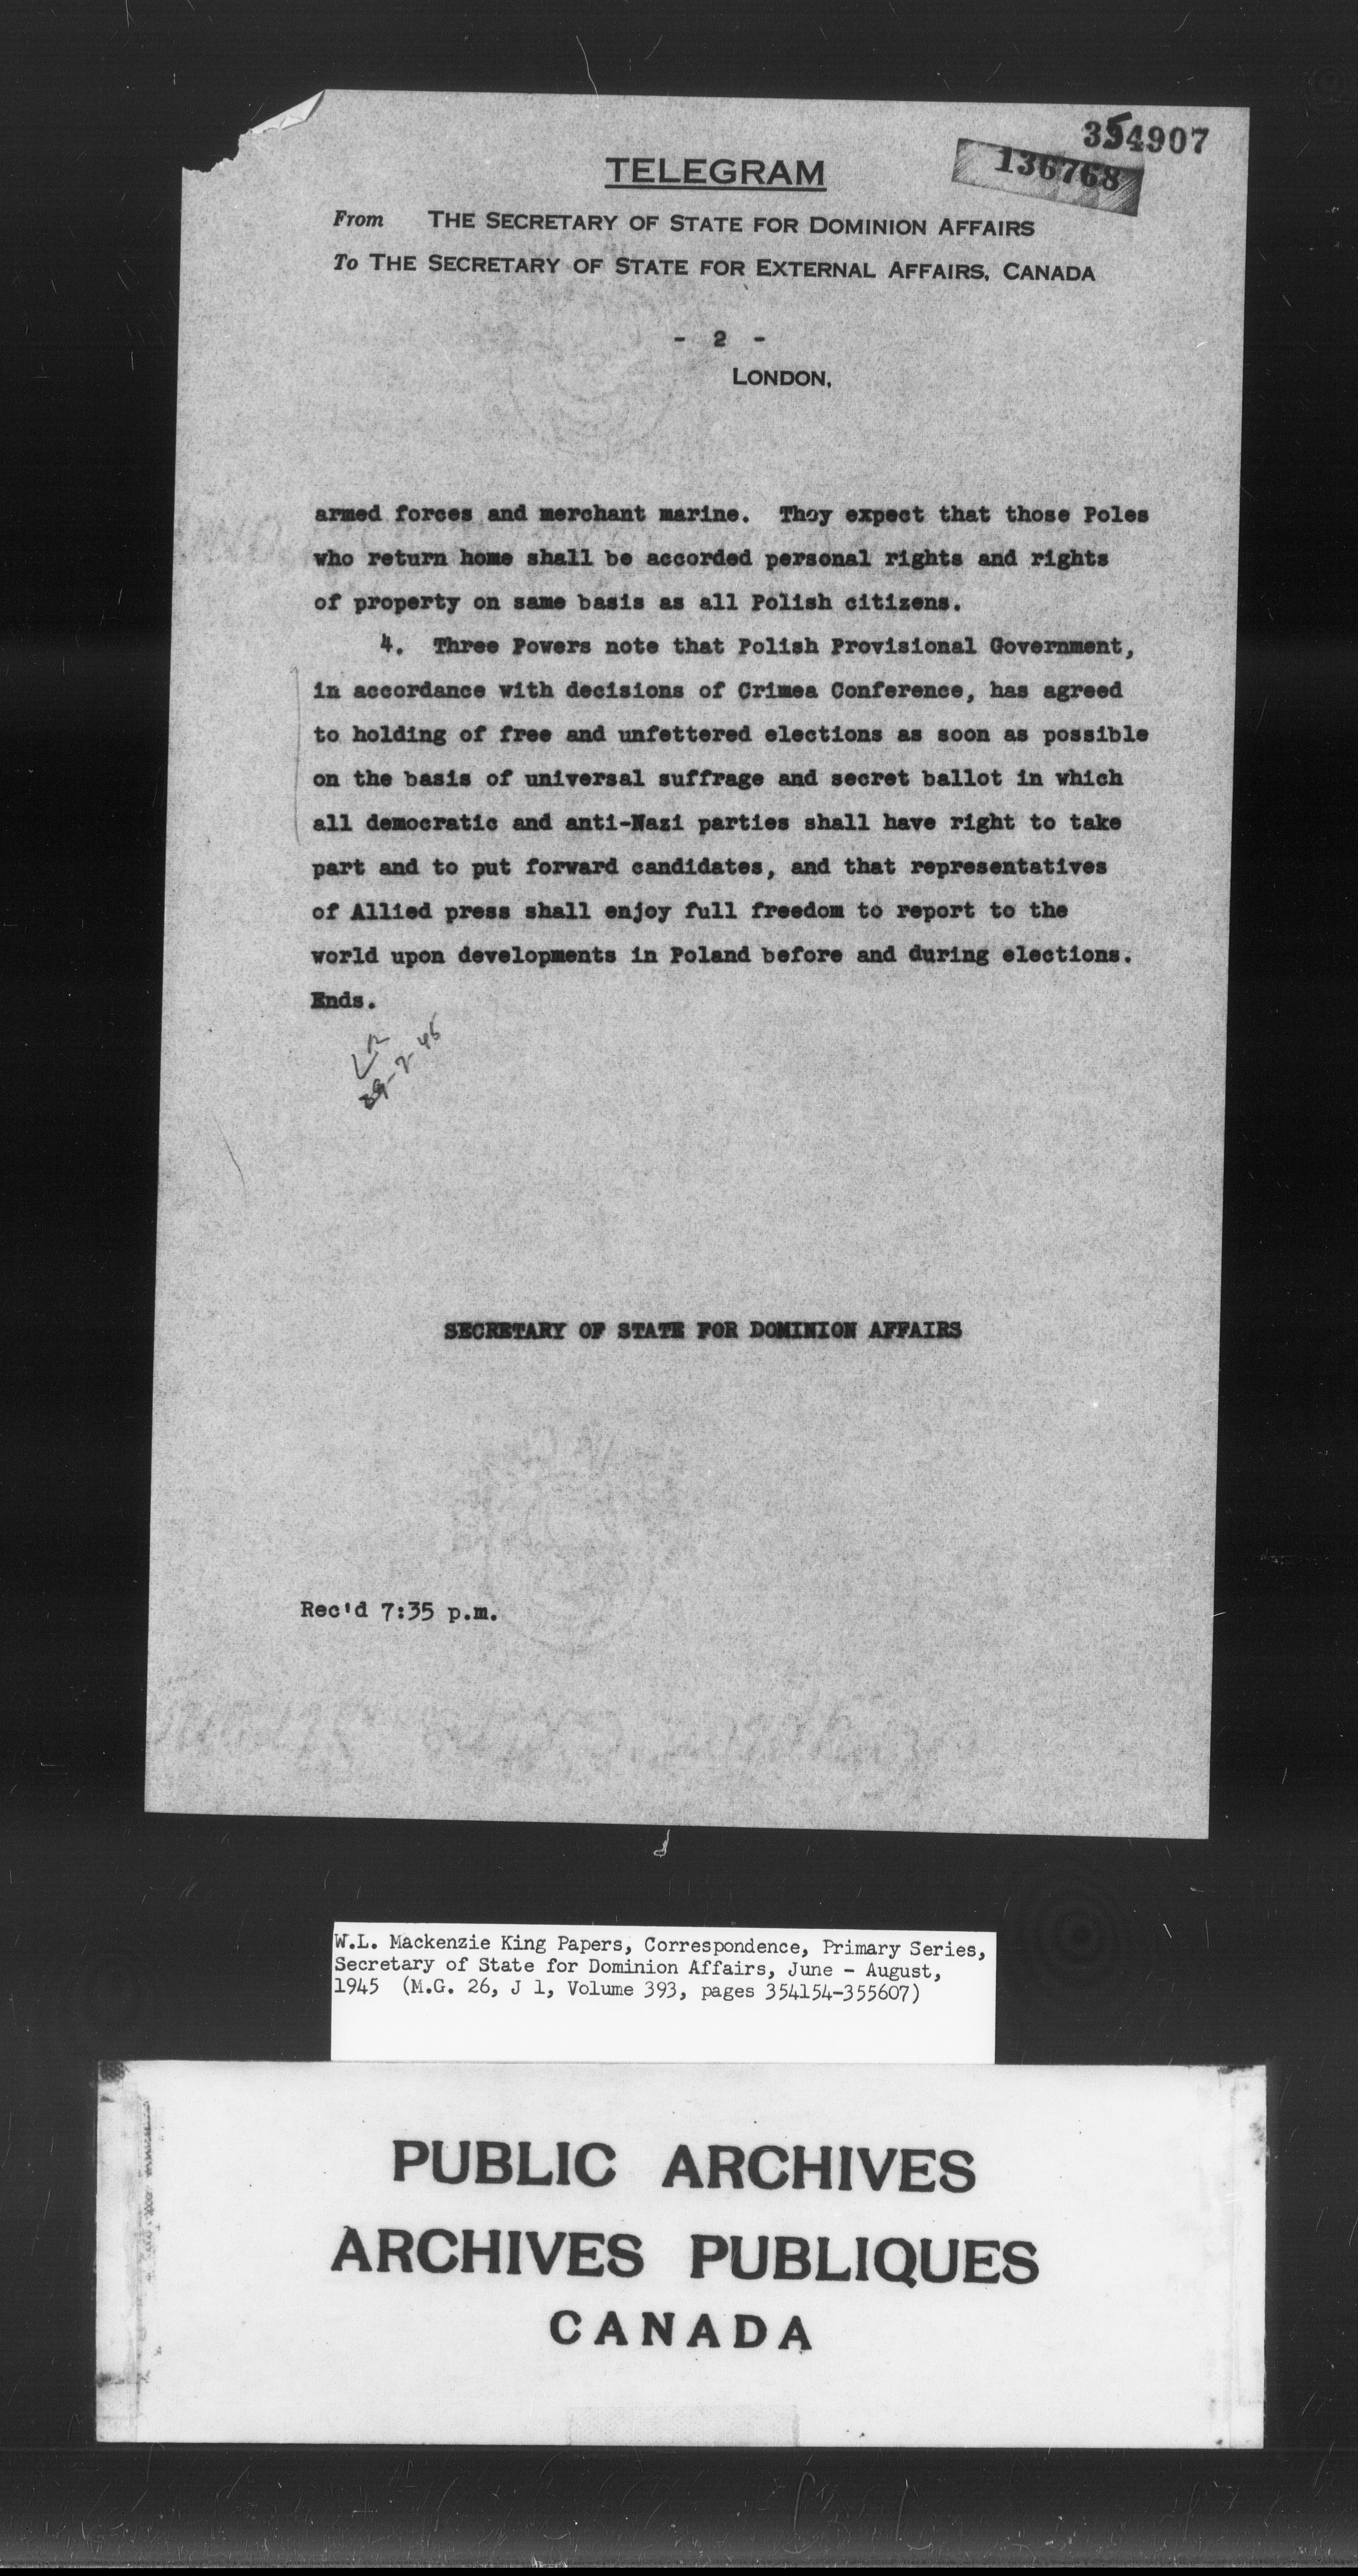 354907
136768
TELEGRAM
From THE SECRETARY OF STATE FOR DOMINION AFFAIRS
To THE SECRETARY OF STATE FOR EXTERNAL AFFAIRS, CANADA
- 2 -
LONDON,
armed forces and merchant marine. They expect that those Poles
who return home shall be accorded personal rights and rights
of property on same basis as all Polish citizens.
4. Three Powers note that Polish Provisional Government,
in accordance with decisions of Crimea Conference, has agreed
to holding of free and unfettered elections as soon as possible
on the basis of universal suffrage and secret ballot in which
all democratic and anti-Nazi parties shall have right to take
part and to put forward candidates, and that representatives
of Allied press shall enjoy full freedom to report to the
world upon developments in Poland before and during elections.
Ends.
SECRETARY OF STATE FOR DOMINION AFFAIRS
Rec'd 7:35 p.m.
W.L. Mackenzie King Papers, Correspondence, Primary Series,
Secretary of State for Dominion Affairs, June - August,
1945 (M.G. 26, J 1, Volume 393, pages 354154-355607)
PUBLIC ARCHIVES
ARCHIVES PUBLIQUES
CANADA